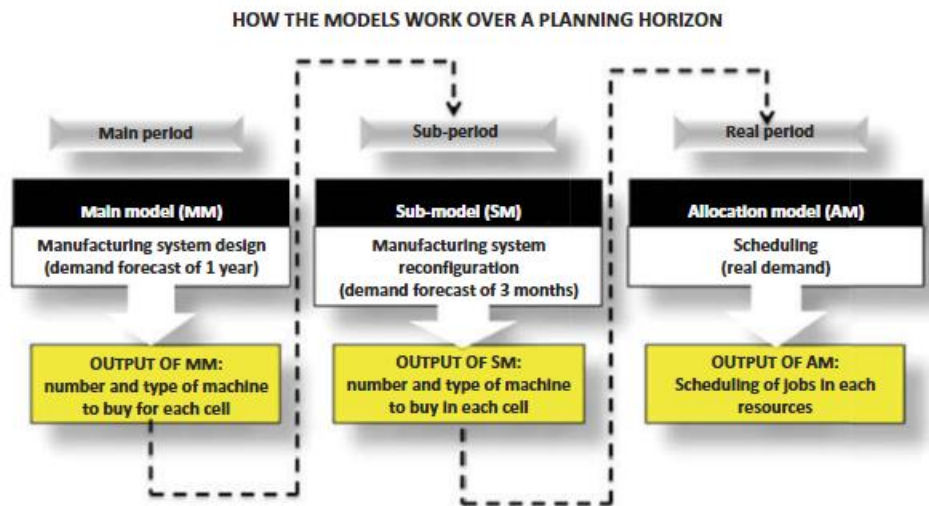 HOW THE MODELS WORK OVER A PLANNING HORIZON
Main period
Sub-period
Real period
Main model (MM)
Manufacturing system design
(demand forecast of 1 year)
Sub-model (SM)
Manufacturing system
reconfiguration
(demand forecast of 3 months)
Allocation model (AM)
Scheduling
(real demand)
OUTPUT OF MM:
number and type of machine
to buy for each cell
OUTPUT OF SM:
number and type of machine
to buy in each cell
OUTPUT OF AM:
Scheduling of jobs in each
resources